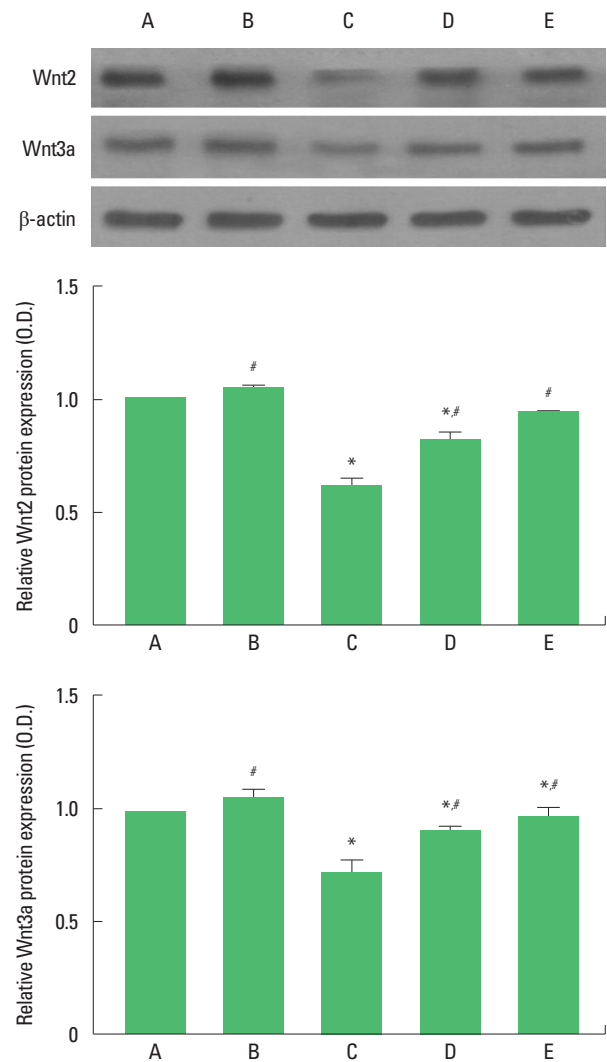 A B C D E
Wnt2
Wnt3a
β-actin
Relative Wnt2 protein expression (O.D.)
1.5
1.0
0.5
0
#
*
*,#
#
A B C D E
Relative Wnt3a protein expression (O.D.)
1.5
1.0
0.5
0
#
*
*,#
*,#
A B C D E